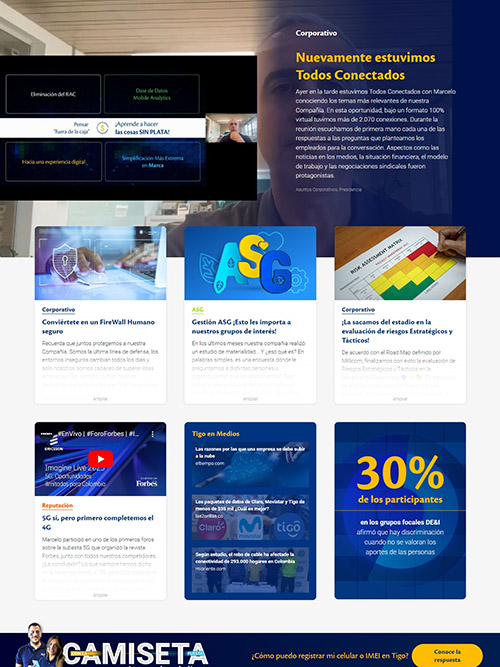 Corporativo
Nuevamente estuvimos
Todos Conectados
Ayer en la tarde estuvimos Todos Conectados con Marcelo
conociendo los temas más relevantes de nuestra
Compañía. En esta oportunidad, bajo un formato 100%
virtual tuvimos más de 2.070 conexiones. Durante la
reunión escuchamos de primera mano cada una de las
respuestas a las preguntas que planteamos los
empleados para la conversación. Aspectos como las
noticias en los medios, la situación financiera, el modelo
de trabajo y las negociaciones sindicales fueron
protagonistas.
Asuntos Corporativos, Presidencia
Eliminación del RAC
Dase de Datos
Mobile Analytics
Pensar
"fuera de la caja"
¡Aprende a hacer
las cosas SIN PLATA!
Hacia una experiencia digital
Simplificación Más Extrema
en Marca
Corporativo
Conviértete en un FireWall Humano
seguro
Recuerda que juntos protegemos a nuestra
Compañía. Somos la última línea de defensa, los
entornos inseguros cambian todos los días y
solo nosotros somos capaces de superar
Ampliar
ASG
ASG
Gestión ASG ¡Esto les importa a
nuestros grupos de interés!
En los últimos meses nuestra compañía realizó
un estudio de materialidad... Y ¿eso qué es? En
palabras simples, es una encuesta dónde le
preguntamos a distintas personas
Ampliar
RISK ASSESSMENT MATRIX
Corporativo
¡La sacamos del estadio en la
evaluación de riesgos Estratégicos y
Tácticos!
De acuerdo con el Road Map definido por
Millicom, finalizamos con éxito la evaluación de
Riesgos Estratégicos y Tácticos en la
Ampliar
#EnVivo | #ForoForbes | #I...
ERICSSON
Imagine Live 2023
5G: Oportunidades
ilimitadas para Colombia
Forbes
Reputación
5G sí, pero primero completemos el
4G
Marcelo participó en uno de los primeros foros
sobre la subasta 5G que organizó la revista
Forbes, junto con todos nuestros competidores.
¿La conclusión? Lo que siempre hemos dicho
Ampliar
Tigo en Medios
Las razones por las que una empresa se debe subir
a la nube
eltiempo.com
Los paquetes de datos de Claro, Movistar y Tigo de
menos de $36 mil ¿Cuál es mejor?
las2orillas.co
Claro
tigo
Según estudio, el robo de cable ha afectado la
conectividad de 293.000 hogares en Colombia
mioriente.com
30%
de los participantes
en los grupos focales DE&I
afirmó que hay discriminación
cuando no se valoran los
aportes de las personas
CAMISETA
¿Cómo puedo registrar mi celular o IMEI en Tigo?
Conoce la
respuesta